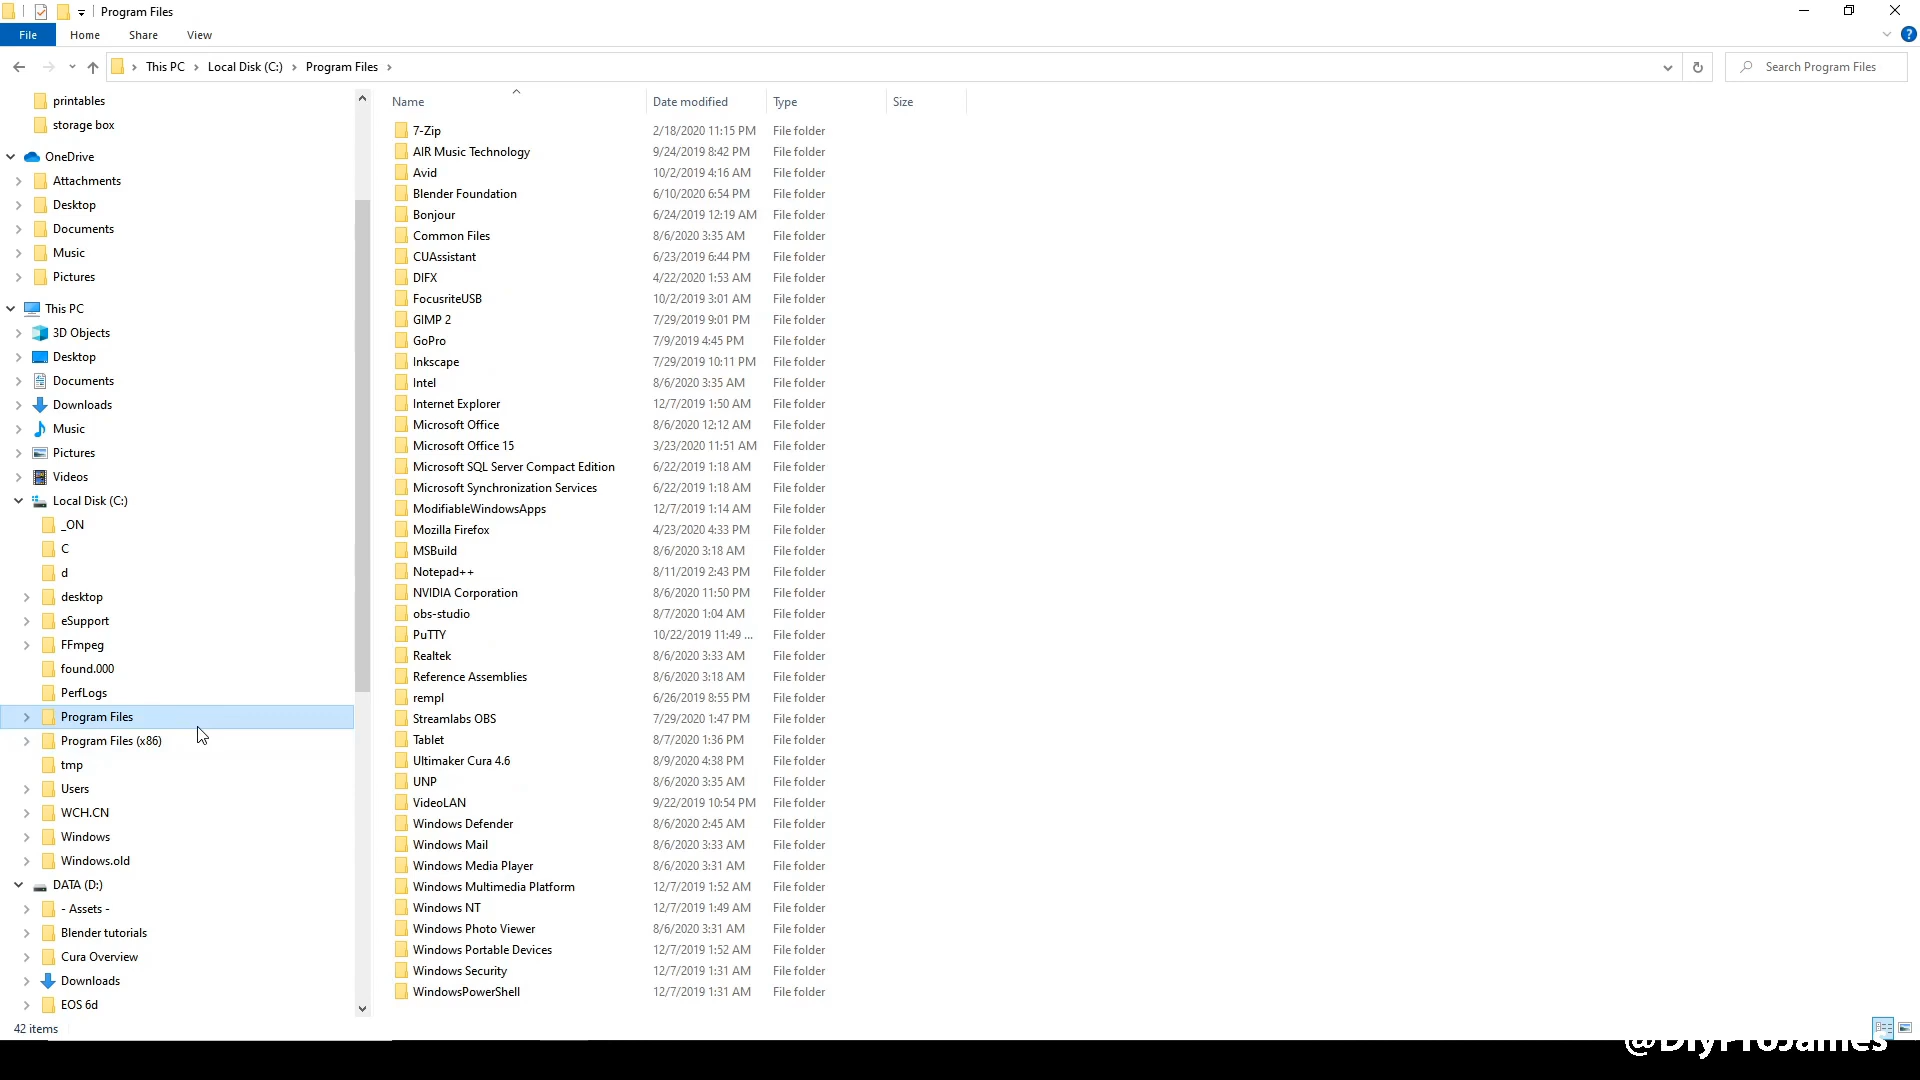 Program Files
File Home Share View
This PC Local Disk (C:) Program Files
Search Program Files
printables
storage box
OneDrive
Attachments
Desktop
Documents
Music
Pictures
This PC
3D Objects
Desktop
Documents
Downloads
Music
Pictures
Videos
Local Disk (C:)
_ON
C
d
desktop
eSupport
FFmpeg
found.000
PerfLogs
Program Files
Program Files (x86)
tmp
Users
WCH.CN
Windows
Windows.old
DATA (D:)
- Assets -
Blender tutorials
Cura Overview
Downloads
EOS 6d
Name Date modified Type Size
7-Zip 2/18/2020 11:15 PM File folder
AIR Music Technology 9/24/2019 8:42 PM File folder
Avid 10/2/2019 4:16 AM File folder
Blender Foundation 6/10/2020 6:54 PM File folder
Bonjour 6/24/2019 12:19 AM File folder
Common Files 8/6/2020 3:35 AM File folder
CUAssistant 6/23/2019 6:44 PM File folder
DIFX 4/22/2020 1:53 AM File folder
FocusriteUSB 10/2/2019 3:01 AM File folder
GIMP 2 7/29/2019 9:01 PM File folder
GoPro 7/9/2019 4:45 PM File folder
Inkscape 7/29/2019 10:11 PM File folder
Intel 8/6/2020 3:35 AM File folder
Internet Explorer 12/7/2019 1:50 AM File folder
Microsoft Office 8/6/2020 12:12 AM File folder
Microsoft Office 15 3/23/2020 11:51 AM File folder
Microsoft SQL Server Compact Edition 6/22/2019 1:18 AM File folder
Microsoft Synchronization Services 6/22/2019 1:18 AM File folder
ModifiableWindowsApps 12/7/2019 1:14 AM File folder
Mozilla Firefox 4/23/2020 4:33 PM File folder
MSBuild 8/6/2020 3:18 AM File folder
Notepad++ 8/11/2019 2:43 PM File folder
NVIDIA Corporation 8/6/2020 11:50 PM File folder
obs-studio 8/7/2020 1:04 AM File folder
PuTTY 10/22/2019 11:49 ... File folder
Realtek 8/6/2020 3:33 AM File folder
Reference Assemblies 8/6/2020 3:18 AM File folder
rempl 6/26/2019 8:55 PM File folder
Streamlabs OBS 7/29/2020 1:47 PM File folder
Tablet 8/7/2020 1:36 PM File folder
Ultimaker Cura 4.6 8/9/2020 4:38 PM File folder
UNP 8/6/2020 3:35 AM File folder
VideoLAN 9/22/2019 10:54 PM File folder
Windows Defender 8/6/2020 2:45 AM File folder
Windows Mail 8/6/2020 3:33 AM File folder
Windows Media Player 8/6/2020 3:31 AM File folder
Windows Multimedia Platform 12/7/2019 1:52 AM File folder
Windows NT 12/7/2019 1:49 AM File folder
Windows Photo Viewer 8/6/2020 3:31 AM File folder
Windows Portable Devices 12/7/2019 1:52 AM File folder
Windows Security 12/7/2019 1:31 AM File folder
WindowsPowerShell 12/7/2019 1:31 AM File folder
42 items
@DiyProJames